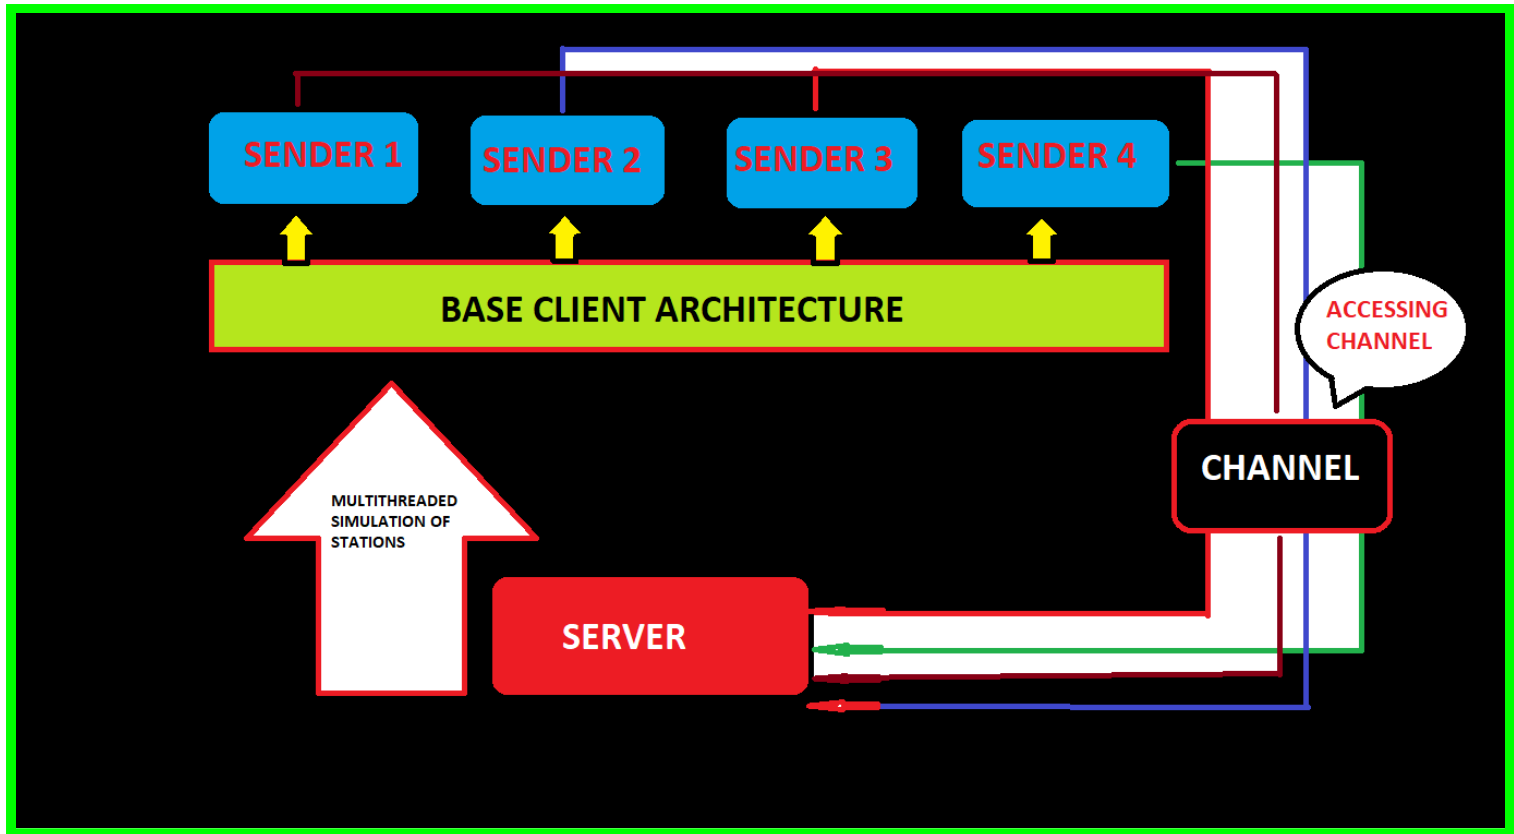 SENDER 1
SENDER 2
SENDER 3
SENDER 4
BASE CLIENT ARCHITECTURE
ACCESSING
CHANNEL
CHANNEL
MULTITHREADED
SIMULATION OF
STATIONS
SERVER